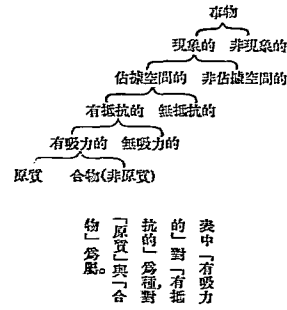 事物
現象的 非現象的
佔據空間的 非佔據空間的
有抵抗的 無抵抗的
有吸力的 無吸力的
原質 合物(非原質)
表中「有吸力
的」對「有抵
抗的」爲種,對
「原質」與「合
物」爲屬。